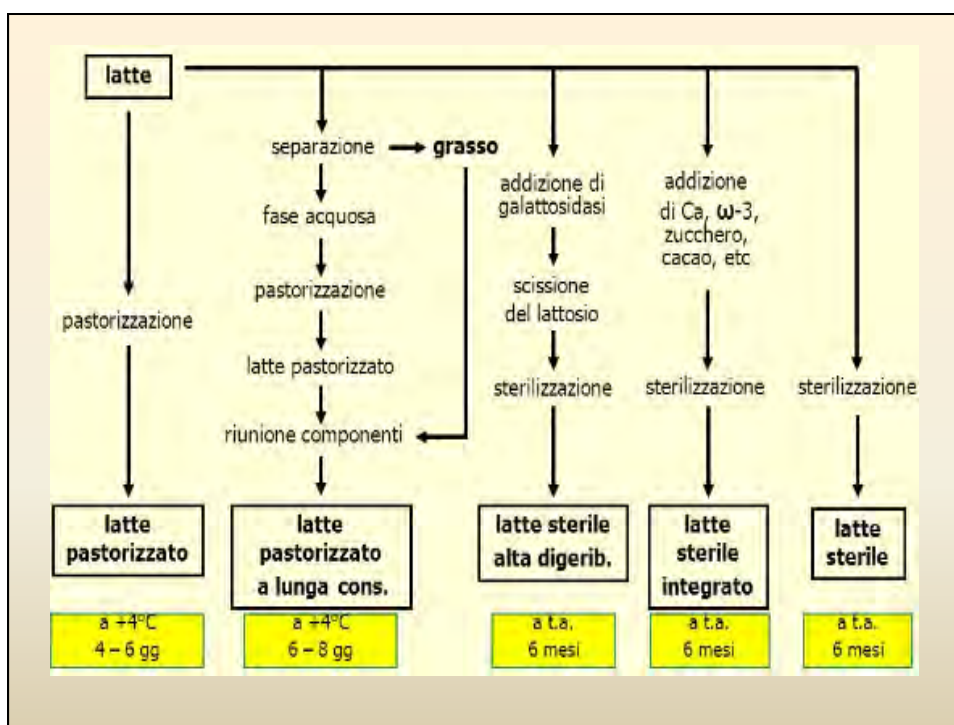 latte
separazione
grasso
fase acquosa
pastorizzazione
latte pastorizzato
riunione componenti
pastorizzazione
addizione di
galattosidasi
scissione
del lattosio
sterilizzazione
addizione
di Ca, ω-3,
zucchero,
cacao, etc
sterilizzazione
sterilizzazione
latte
pastorizzato
latte
pastorizzato
a lunga cons.
latte sterile
alta digerib.
latte
sterile
integrato
latte
sterile
a +4°C
4 – 6 gg
a +4°C
6 – 8 gg
a t.a.
6 mesi
a t.a.
6 mesi
a t.a.
6 mesi